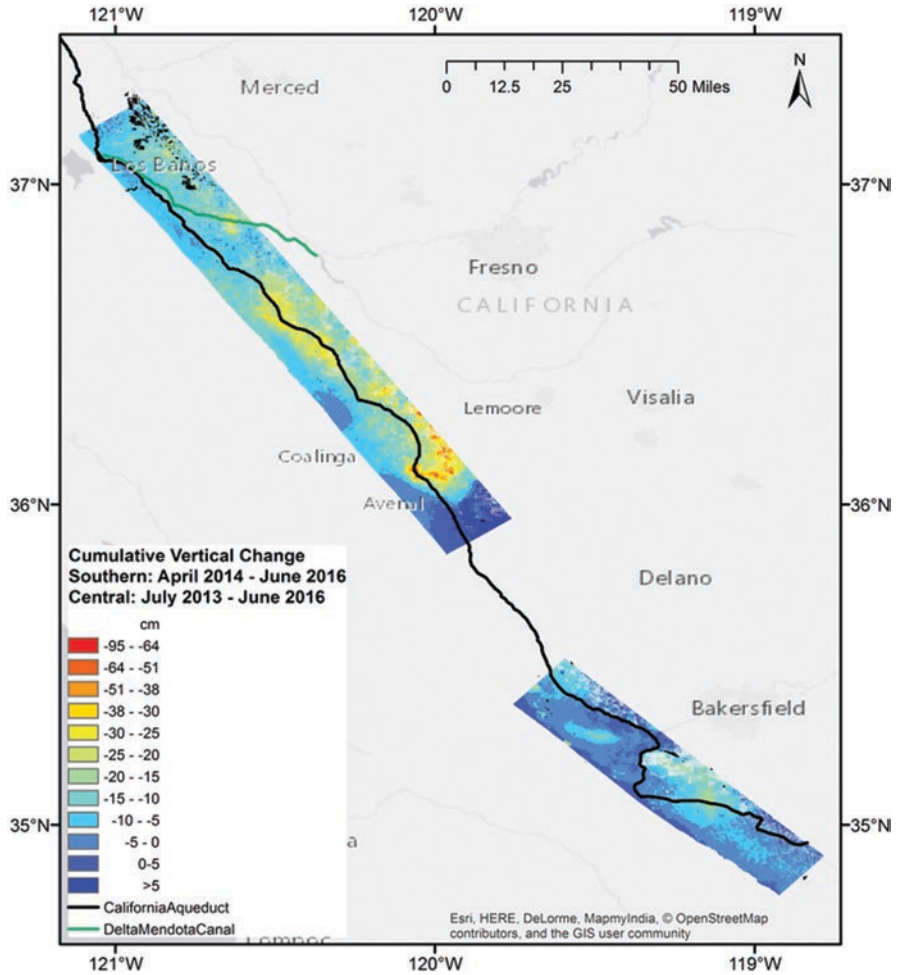 121°W 120°W 119°W
N
0 12.5 25 50 Miles
Merced
Los Banos
37°N 37°N
Fresno
CALIFORNIA
Lemoore
Visalia
Coalinga
36°N 36°N
Avenal
Cumulative Vertical Change
Southern: April 2014 - June 2016
Central: July 2013 - June 2016
Delano
cm
-95 - -64
-64 - -51
-51 - -38
-38 - -30
-30 - -25
-25 - -20
-20 - -15
-15 - -10
-10 - -5
-5 - 0
0-5
>5
Bakersfield
35°N 35°N
a
CaliforniaAqueduct
DeltaMendotaCanal
Esri, HERE, DeLorme, MapmyIndia, © OpenStreetMap
contributors, and the GIS user community
Lompoc
121°W 120°W 119°W